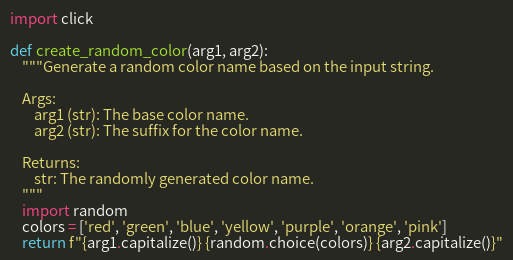 import click

def create_random_color(arg1, arg2):
    """Generate a random color name based on the input string.

    Args:
        arg1 (str): The base color name.
        arg2 (str): The suffix for the color name.

    Returns:
        str: The randomly generated color name.
    """
    import random
    colors = ['red', 'green', 'blue', 'yellow', 'purple', 'orange', 'pink']
    return f"{arg1.capitalize()} {random.choice(colors)} {arg2.capitalize()}"